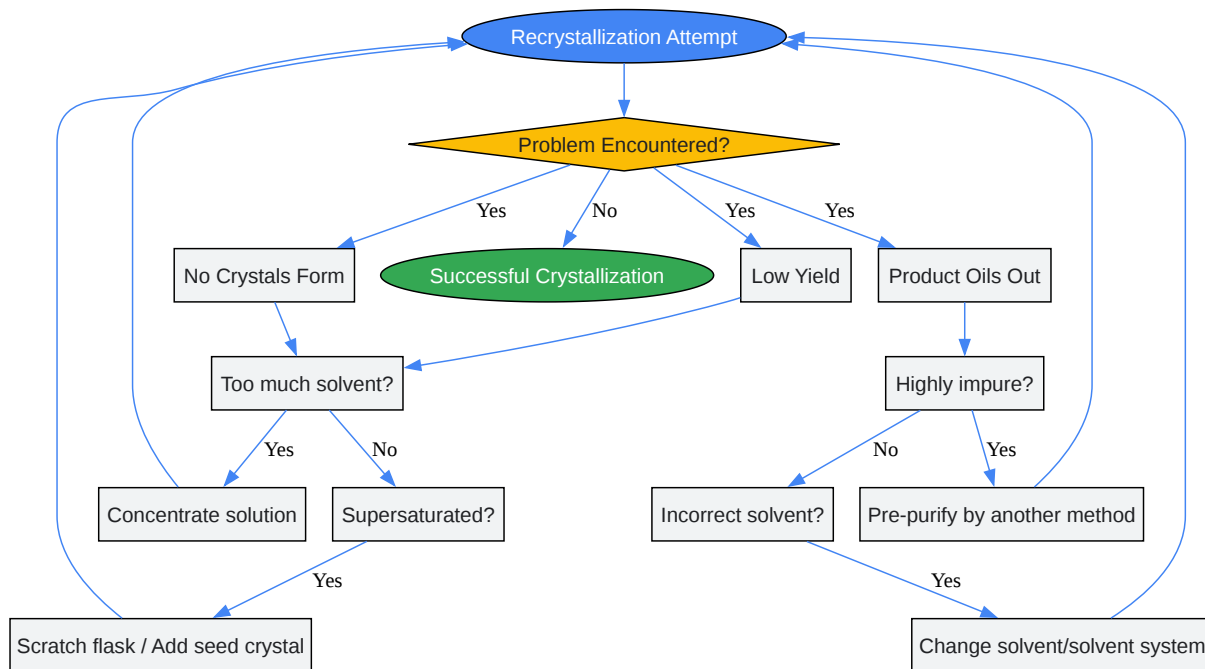 Recrystallization Attempt
Problem Encountered?
Yes
No
Yes
Yes
No Crystals Form
Successful Crystallization
Low Yield
Product Oils Out
Too much solvent?
Highly impure?
Yes
No
No
Yes
Concentrate solution
Supersaturated?
Incorrect solvent?
Pre-purify by another method
Yes
Yes
Scratch flask / Add seed crystal
Change solvent/solvent system